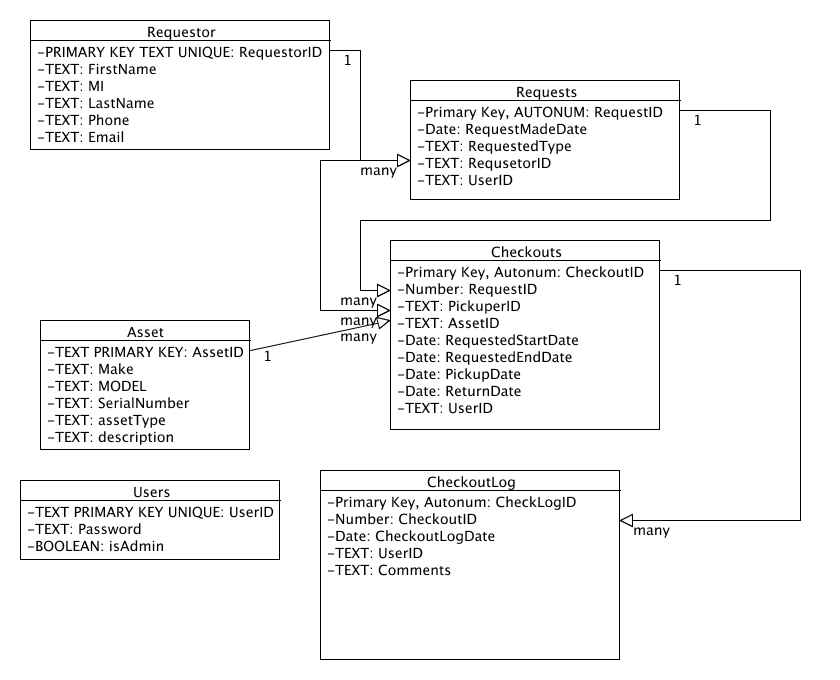 Requestor
-PRIMARY KEY TEXT UNIQUE: RequestorID
-TEXT: FirstName
-TEXT: MI
-TEXT: LastName
-TEXT: Phone
-TEXT: Email
1
many
Requests
-Primary Key, AUTONUM: RequestID
-Date: RequestMadeDate
-TEXT: RequestedType
-TEXT: RequsetorID
-TEXT: UserID
1
many
many
many
Checkouts
-Primary Key, Autonum: CheckoutID
-Number: RequestID
-TEXT: PickuperID
-TEXT: AssetID
-Date: RequestedStartDate
-Date: RequestedEndDate
-Date: PickupDate
-Date: ReturnDate
-TEXT: UserID
1
Asset
-TEXT PRIMARY KEY: AssetID
-TEXT: Make
-TEXT: MODEL
-TEXT: SerialNumber
-TEXT: assetType
-TEXT: description
1
Users
-TEXT PRIMARY KEY UNIQUE: UserID
-TEXT: Password
-BOOLEAN: isAdmin
CheckoutLog
-Primary Key, Autonum: CheckLogID
-Number: CheckoutID
-Date: CheckoutLogDate
-TEXT: UserID
-TEXT: Comments
many